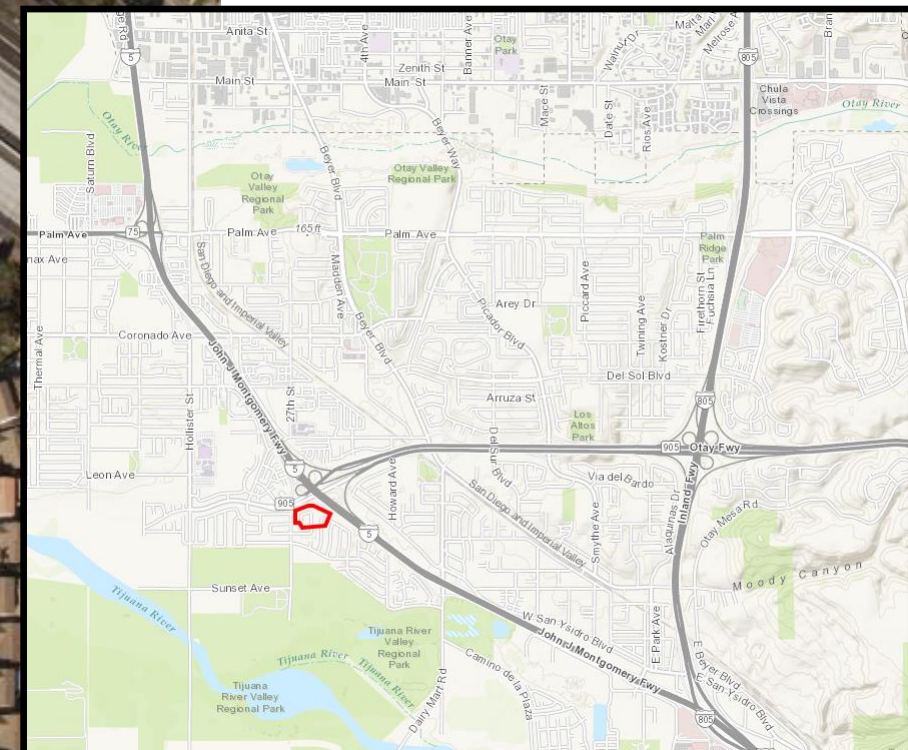 Anita St
4th Ave
Banner Ave
Otay
Park
Walnut Dr
Melrose A
5
Zenith St
Main St
Main St
805
Chula
Vista
Crossings
Otay River
Mace St
Date St
Rios Ave
Otay River
Saturn Blvd
Beyer Blvd
Beyer Way
Otay
Valley
Regional
Park
Otay Valley
Regional Park
75
Palm Ave
Palm Ave
165 ft
Palm Ave
Palm
Ridge
Park
nax Ave
San Diego and Imperial Valley
Madden Ave
Beyer Blvd
Arey Dr
Piccard Ave
Picador Blvd
Twining Ave
Kostner Dr
Firethorn St
Fuchsia Ln
Thermal Ave
Coronado Ave
John J Montgomery Fwy
Hollister St
27th St
Del Sol Blvd
805
Arruza St
Los
Altos
Park
Del Sur Blvd
905
Otay Fwy
Leon Ave
5
905
Howard Ave
Via del Bardo
San Diego and Imperial Valley
Smythe Ave
Alaquinas Dr
Inland Fwy
Otay Mesa Rd
5
Moody Canyon
Sunset Ave
Tijuana River
W San Ysidro Blvd
John J Montgomery Fwy
E Park Ave
E Beyer Blvd
E San Ysidro Blvd
Tijuana River
Valley
Regional
Park
Tijuana River
Tijuana River
Dairy Mart Rd
Camino de la Plaza
Tijuana
River Valley
Regional Park
805